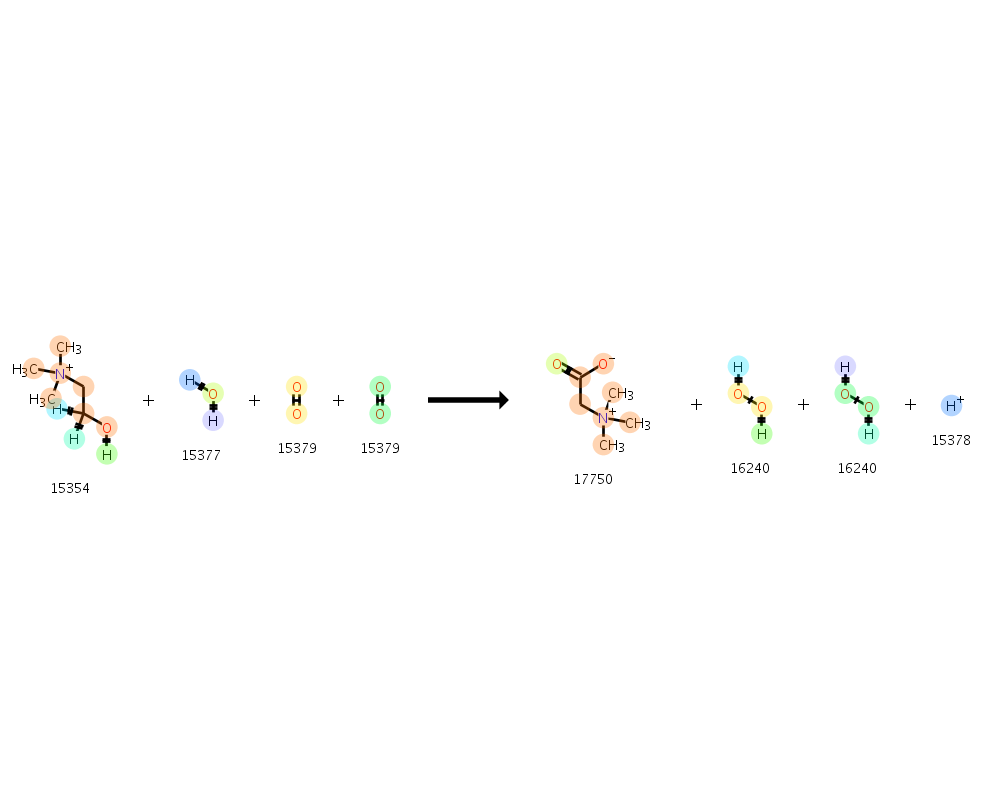 CH3
H3C
N+
H3C
H
H
O
H
15354
+
H
O
H
15377
+
O
O
15379
+
O
O
15379
O
O−
CH3
N+
CH3
CH3
17750
+
H
O
O
H
16240
+
H
O
O
H
16240
+
H+
15378